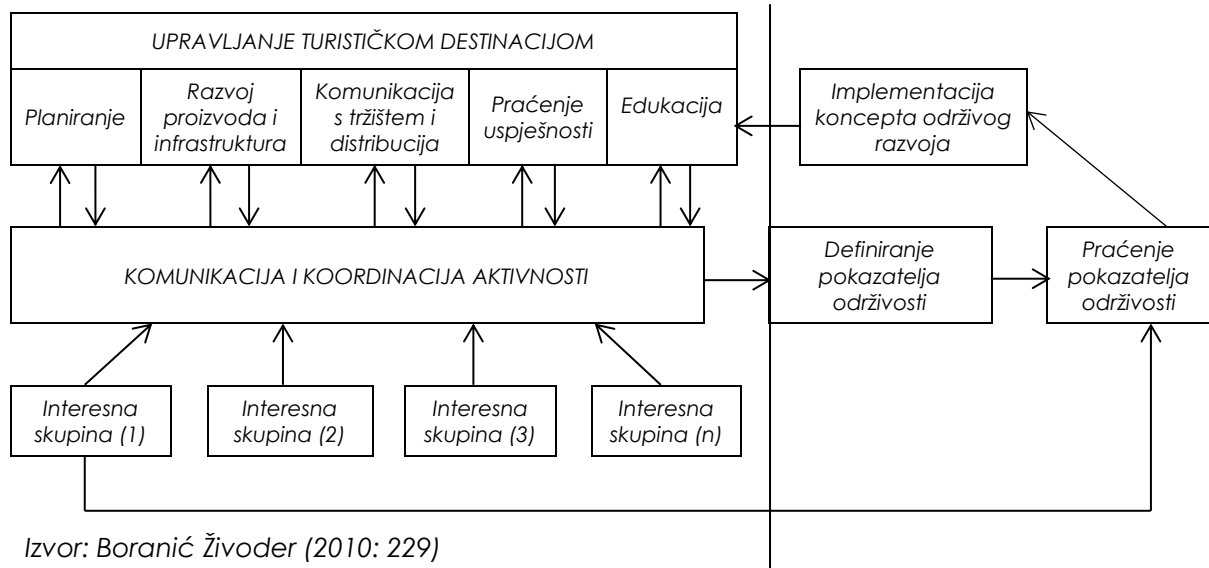 UPRAVLJANJE TURISTIČKOM DESTINACIJOM
Planiranje
Razvoj
proizvoda i
infrastruktura
Komunikacija
s tržištem i
distribucija
Praćenje
uspješnosti
Edukacija
Implementacija
koncepta održivog
razvoja
KOMUNIKACIJA I KOORDINACIJA AKTIVNOSTI
Definiranje
pokazatelja
održivosti
Praćenje
pokazatelja
održivosti
Interesna
skupina (1)
Interesna
skupina (2)
Interesna
skupina (3)
Interesna
skupina (n)
Izvor: Boranić Živoder (2010: 229)